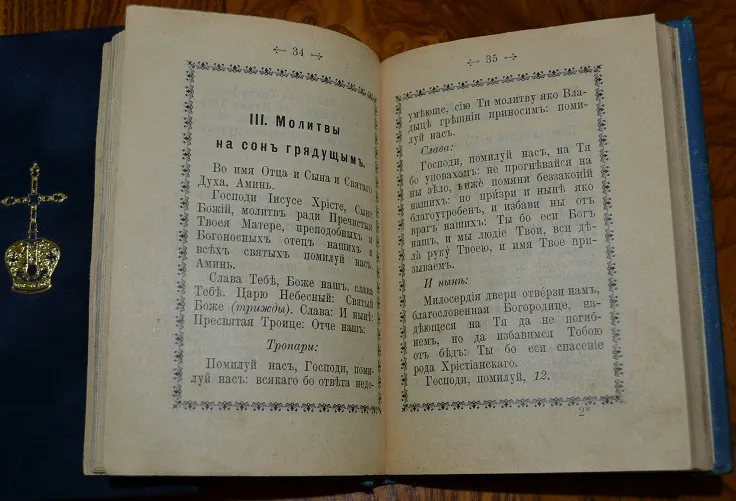 34
III. Молитвы
на сонъ грядущымъ.
Во имя Отца и Сына и Святаго
Духа. Аминь.
Господи Іисусе Хрісте, Сыне
Божій, молитвъ ради Пречистыя
Твоея Матере, преподобныхъ и
Богоносныхъ отецъ нашихъ и
всѣхъ святыхъ помилуй насъ.
Аминь.
Слава Тебѣ, Боже нашъ, слава
Тебѣ. Царю Небесный: Святый
Боже (трижды). Слава: И нынѣ:
Пресвятая Троице: Отче нашъ:
Тропари:
Помилуй насъ, Господи, поми-
луй насъ: всякаго бо отвѣта недо-
35
умѣюще, сію Ти молитву яко Вла-
дыцѣ грѣшніи приносимъ: поми-
луй насъ.
Слава:
Господи, помилуй насъ, на Тя
бо уповахомъ: не прогнѣвайся на
ны зѣло, ниже помяни беззаконій
нашихъ: но призри и нынѣ яко
благоутробенъ, и избави ны отъ
врагъ нашихъ: Ты бо еси Богъ
нашъ, и мы людіе Твои, вси дѣ-
ла руку Твоею, и имя Твое при-
зываемъ.
И нынѣ:
Милосердія двери отверзи намъ,
благословенная Богородице, на-
дѣющеся на Тя да не погиб-
немъ, но да избавимся Тобою
отъ бѣдъ: Ты бо еси спасеніе
рода Хрістіанскаго.
Господи, помилуй, 12.
2*